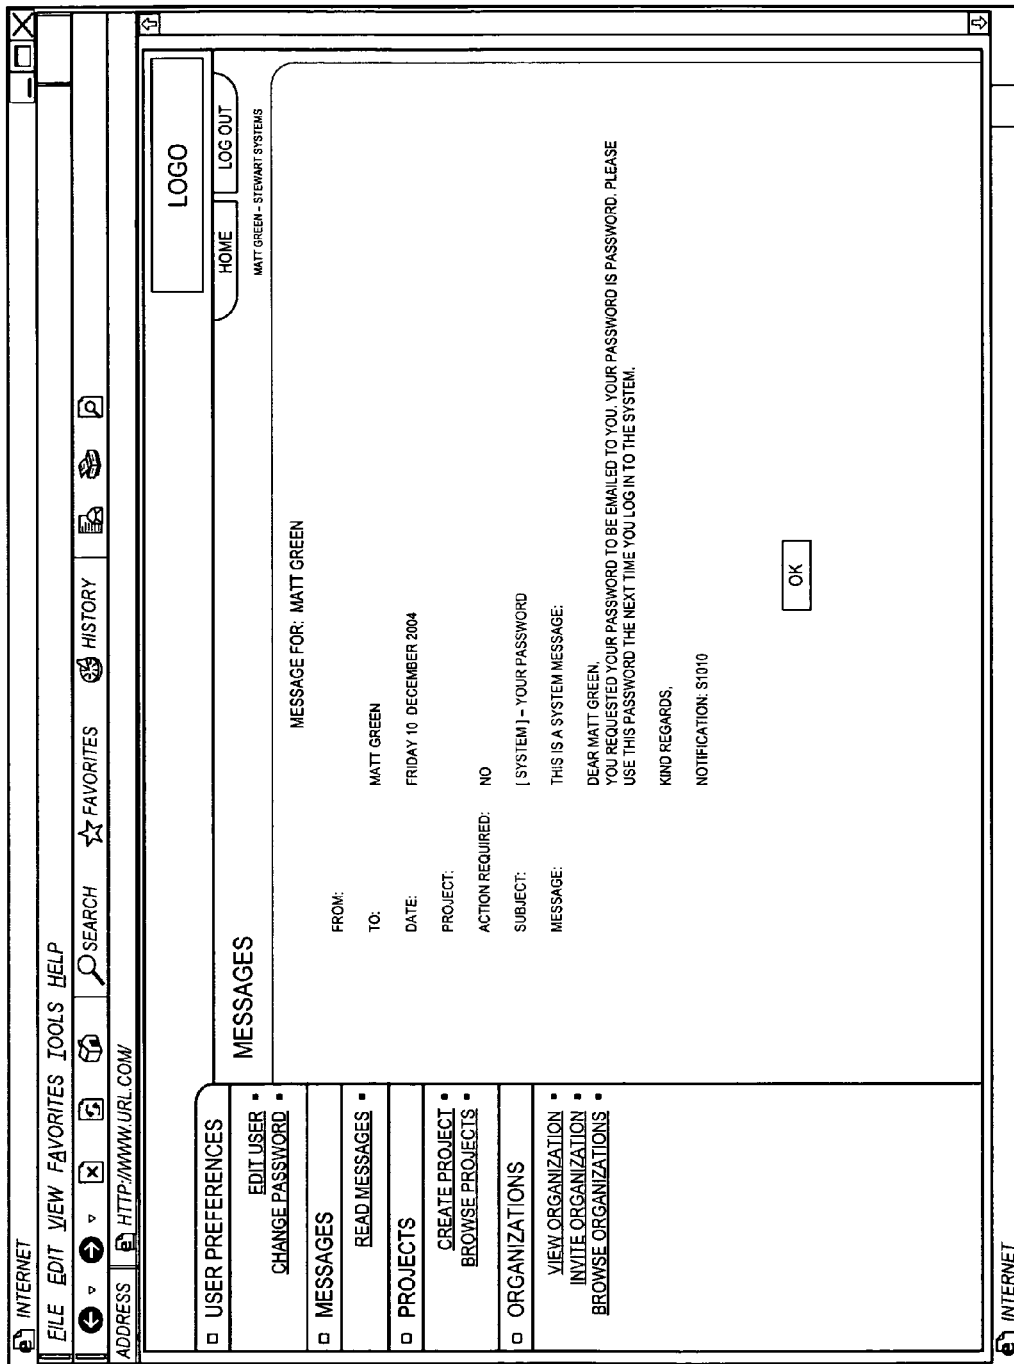 INTERNET
FILE EDIT VIEW FAVORITES TOOLS HELP
SEARCH FAVORITES HISTORY
ADDRESS HTTP://WWW.URL.COM/
LOGO
HOME LOG OUT
MATT GREEN – STEWART SYSTEMS
USER PREFERENCES
EDIT USER
CHANGE PASSWORD
MESSAGES
READ MESSAGES
PROJECTS
CREATE PROJECT
BROWSE PROJECTS
ORGANIZATIONS
VIEW ORGANIZATION
INVITE ORGANIZATION
BROWSE ORGANIZATIONS
MESSAGES
MESSAGE FOR: MATT GREEN
FROM:
TO: MATT GREEN
DATE: FRIDAY 10 DECEMBER 2004
PROJECT:
ACTION REQUIRED: NO
SUBJECT: [ SYSTEM ] – YOUR PASSWORD
MESSAGE: THIS IS A SYSTEM MESSAGE:
DEAR MATT GREEN,
YOU REQUESTED YOUR PASSWORD TO BE EMAILED TO YOU. YOUR PASSWORD IS PASSWORD. PLEASE
USE THIS PASSWORD THE NEXT TIME YOU LOG IN TO THE SYSTEM.
KIND REGARDS,
NOTIFICATION: S1010
OK
INTERNET